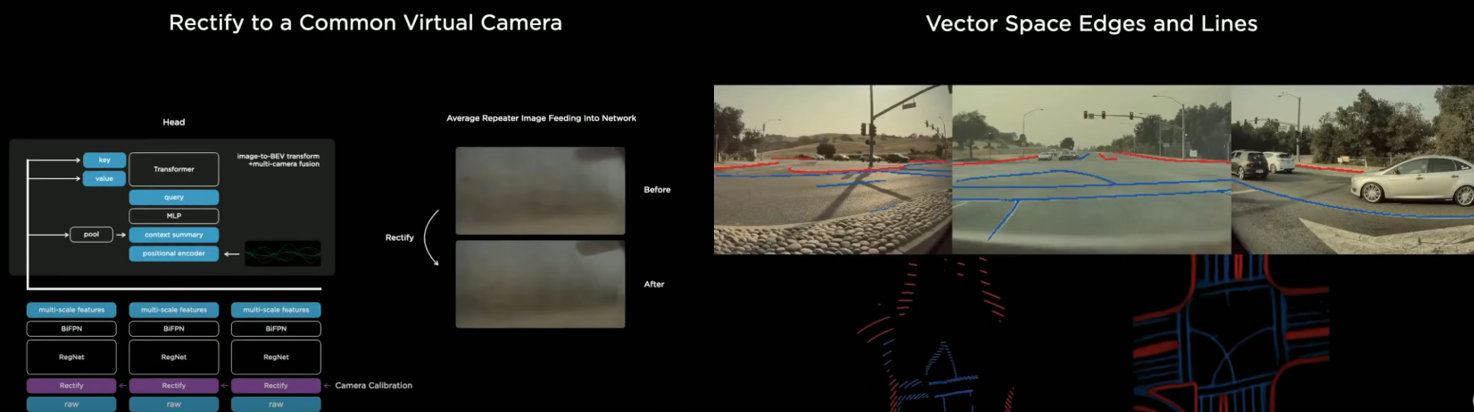 Rectify to a Common Virtual Camera
Head
key
value
Transformer
image-to-BEV transform
+multi-camera fusion
query
MLP
pool
context summary
positional encoder
multi-scale features
multi-scale features
multi-scale features
BiFPN
BiFPN
BiFPN
RegNet
RegNet
RegNet
Rectify
Rectify
Rectify
Camera Calibration
raw
raw
raw
Average Repeater Image Feeding Into Network
Before
Rectify
After
Vector Space Edges and Lines